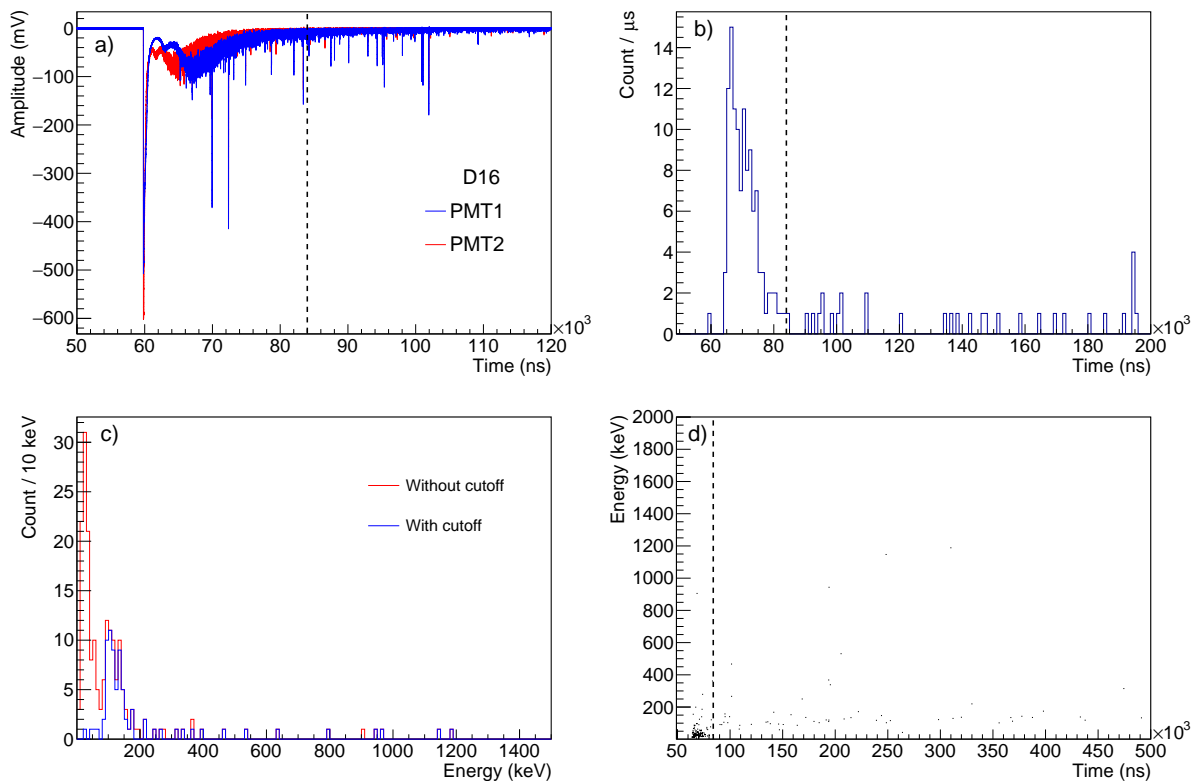 a)
Amplitude (mV)
0
−100
−200
−300
−400
−500
−600
D16
PMT1
PMT2
50 60 70 80 90 100 110 120
×10³
Time (ns)
b)
Count / μs
14
12
10
8
6
4
2
0
60 80 100 120 140 160 180 200
×10³
Time (ns)
c)
Count / 10 keV
30
25
20
15
10
5
0
Without cutoff
With cutoff
200 400 600 800 1000 1200 1400
Energy (keV)
d)
Energy (keV)
2000
1800
1600
1400
1200
1000
800
600
400
200
50 100 150 200 250 300 350 400 450 500
×10³
Time (ns)